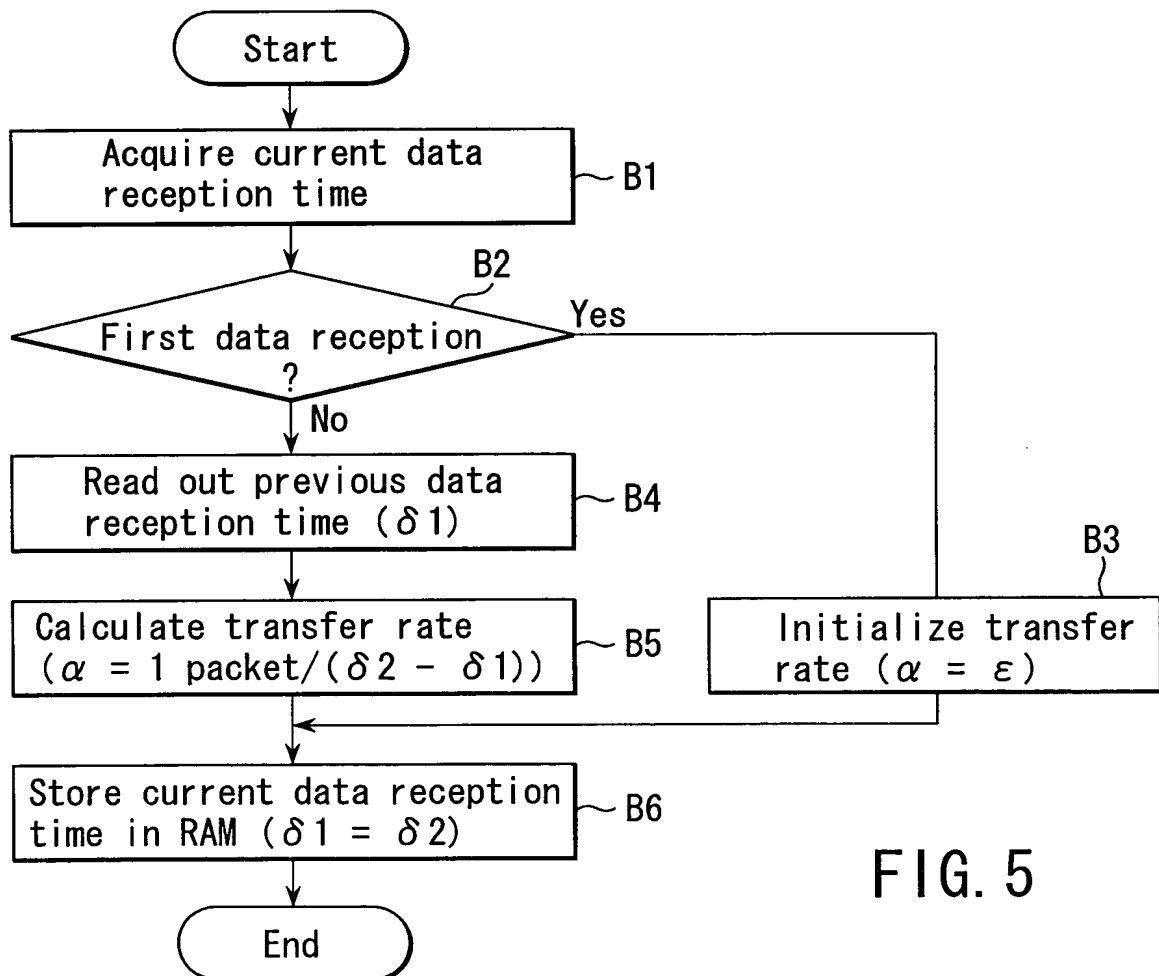 Start
Acquire current data
reception time
B1
B2
First data reception
?
Yes
No
Read out previous data
reception time (δ1)
B4
B3
Calculate transfer rate
(α = 1 packet/(δ2 - δ1))
B5
Initialize transfer
rate (α = ε)
Store current data reception
time in RAM (δ1 = δ2)
B6
FIG. 5
End